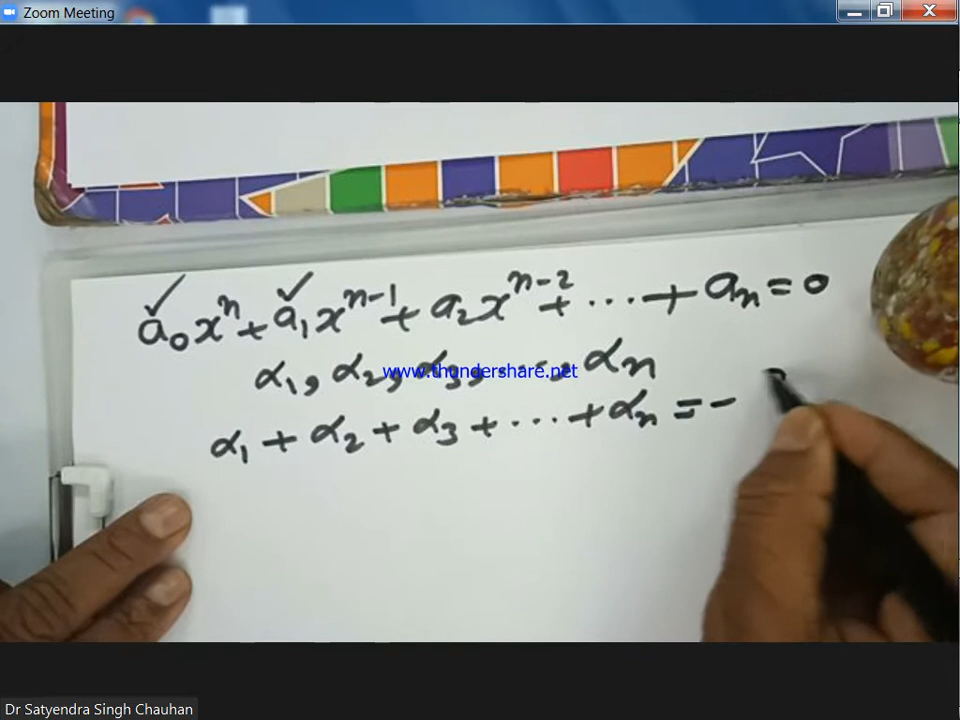 Zoom Meeting
a₀xⁿ + a₁xⁿ⁻¹ + a₂xⁿ⁻² + ... + aₙ = 0
α₁, α₂, α₃, ..., αₙ
www.thundershare.net
α₁ + α₂ + α₃ + ... + αₙ = -
Dr Satyendra Singh Chauhan